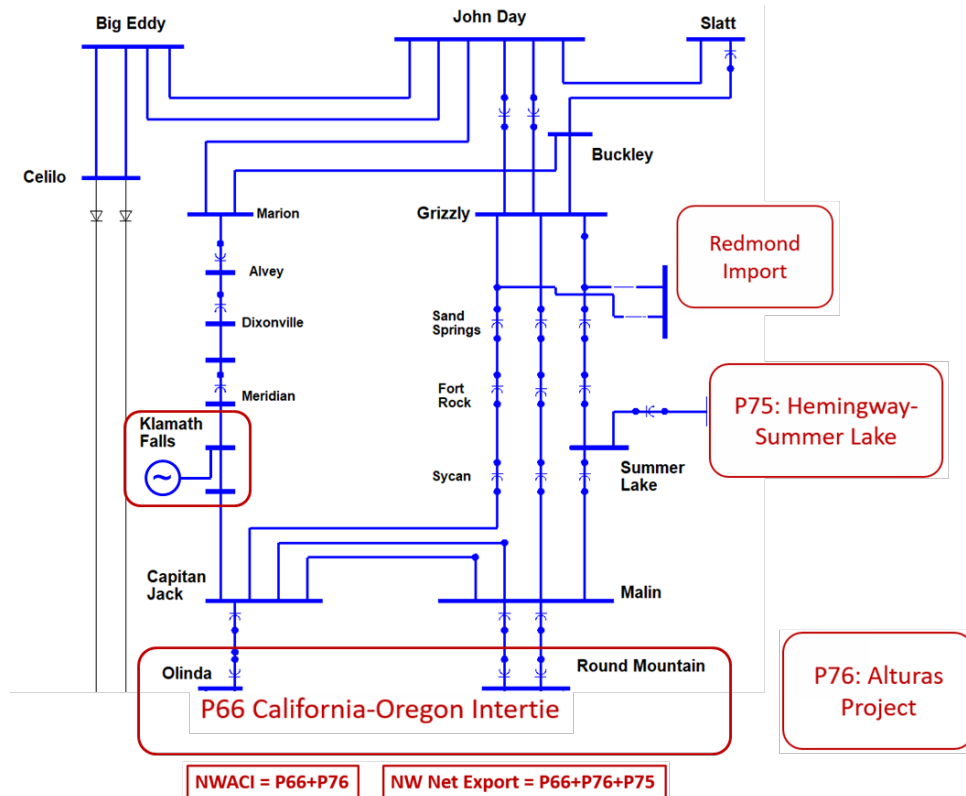 Big Eddy
John Day
Slatt
Buckley
Celilo
Marion
Grizzly
Redmond
Import
Alvey
Sand
Springs
Dixonville
Fort
Rock
Meridian
P75: Hemingway-
Summer Lake
Klamath
Falls
~
Sycan
Summer
Lake
Capitan
Jack
Malin
Olinda
Round Mountain
P66 California-Oregon Intertie
P76: Alturas
Project
NWACI = P66+P76
NW Net Export = P66+P76+P75